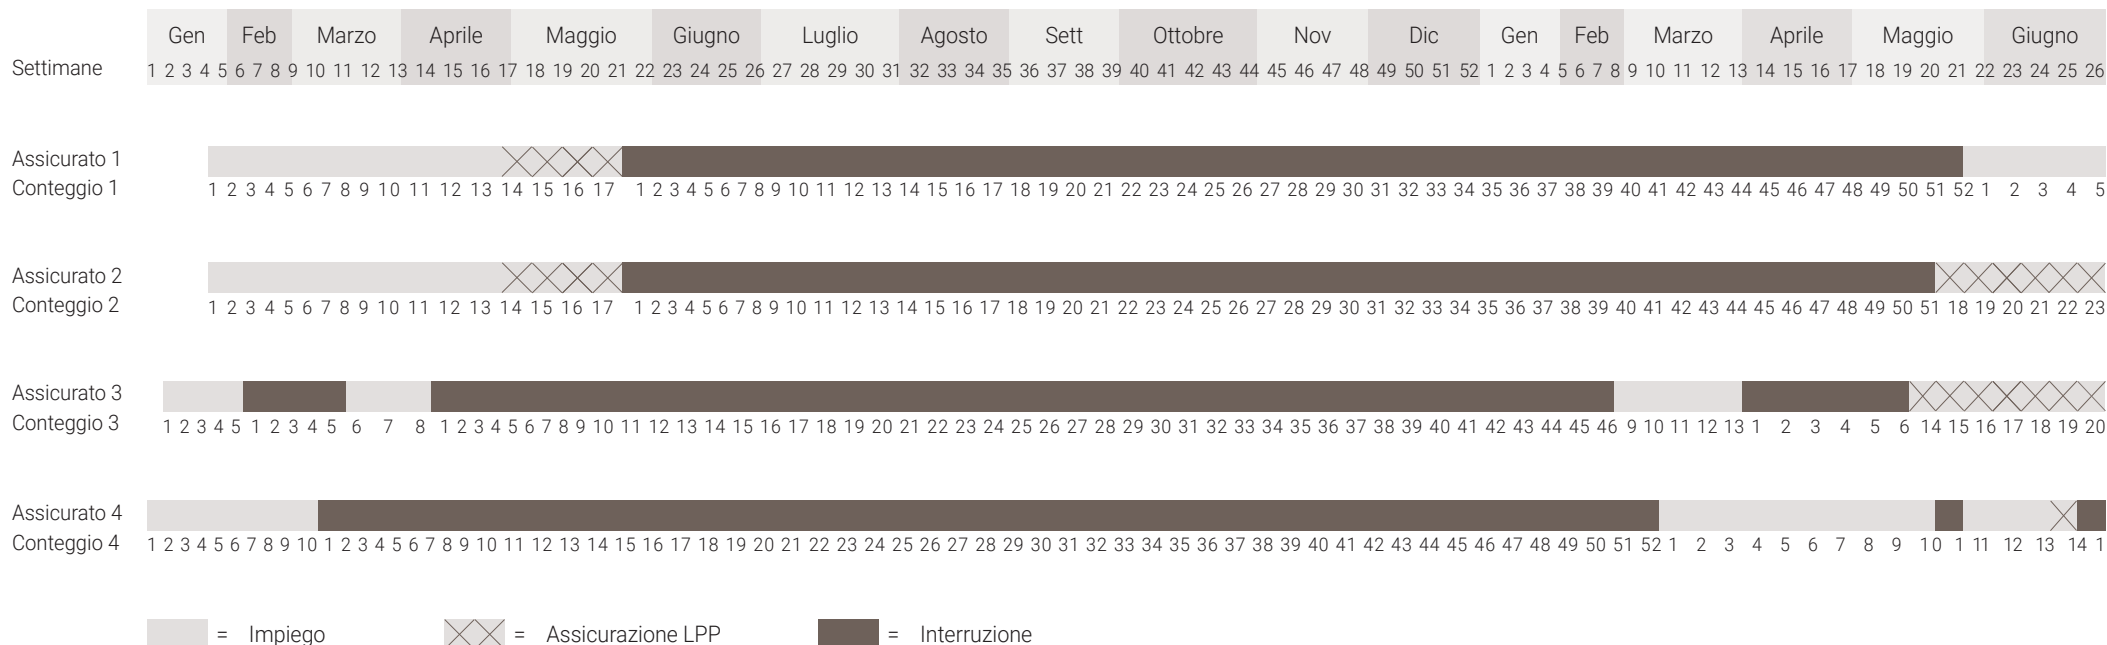 Gen Feb Marzo Aprile Maggio Giugno Luglio Agosto Sett Ottobre Nov Dic Gen Feb Marzo Aprile Maggio Giugno
Settimane 1 2 3 4 5 6 7 8 9 10 11 12 13 14 15 16 17 18 19 20 21 22 23 24 25 26 27 28 29 30 31 32 33 34 35 36 37 38 39 40 41 42 43 44 45 46 47 48 49 50 51 52 1 2 3 4 5 6 7 8 9 10 11 12 13 14 15 16 17 18 19 20 21 22 23 24 25 26
Assicurato 1
Conteggio 1 1 2 3 4 5 6 7 8 9 10 11 12 13 14 15 16 17 1 2 3 4 5 6 7 8 9 10 11 12 13 14 15 16 17 18 19 20 21 22 23 24 25 26 27 28 29 30 31 32 33 34 35 36 37 38 39 40 41 42 43 44 45 46 47 48 49 50 51 52 1 2 3 4 5
Assicurato 2
Conteggio 2 1 2 3 4 5 6 7 8 9 10 11 12 13 14 15 16 17 1 2 3 4 5 6 7 8 9 10 11 12 13 14 15 16 17 18 19 20 21 22 23 24 25 26 27 28 29 30 31 32 33 34 35 36 37 38 39 40 41 42 43 44 45 46 47 48 49 50 51 18 19 20 21 22 23
Assicurato 3
Conteggio 3 1 2 3 4 5 1 2 3 4 5 6 7 8 1 2 3 4 5 6 7 8 9 10 11 12 13 14 15 16 17 18 19 20 21 22 23 24 25 26 27 28 29 30 31 32 33 34 35 36 37 38 39 40 41 42 43 44 45 46 9 10 11 12 13 1 2 3 4 5 6 14 15 16 17 18 19 20
Assicurato 4
Conteggio 4 1 2 3 4 5 6 7 8 9 10 1 2 3 4 5 6 7 8 9 10 11 12 13 14 15 16 17 18 19 20 21 22 23 24 25 26 27 28 29 30 31 32 33 34 35 36 37 38 39 40 41 42 43 44 45 46 47 48 49 50 51 52 1 2 3 4 5 6 7 8 9 10 1 11 12 13 14 1
= Impiego = Assicurazione LPP = Interruzione